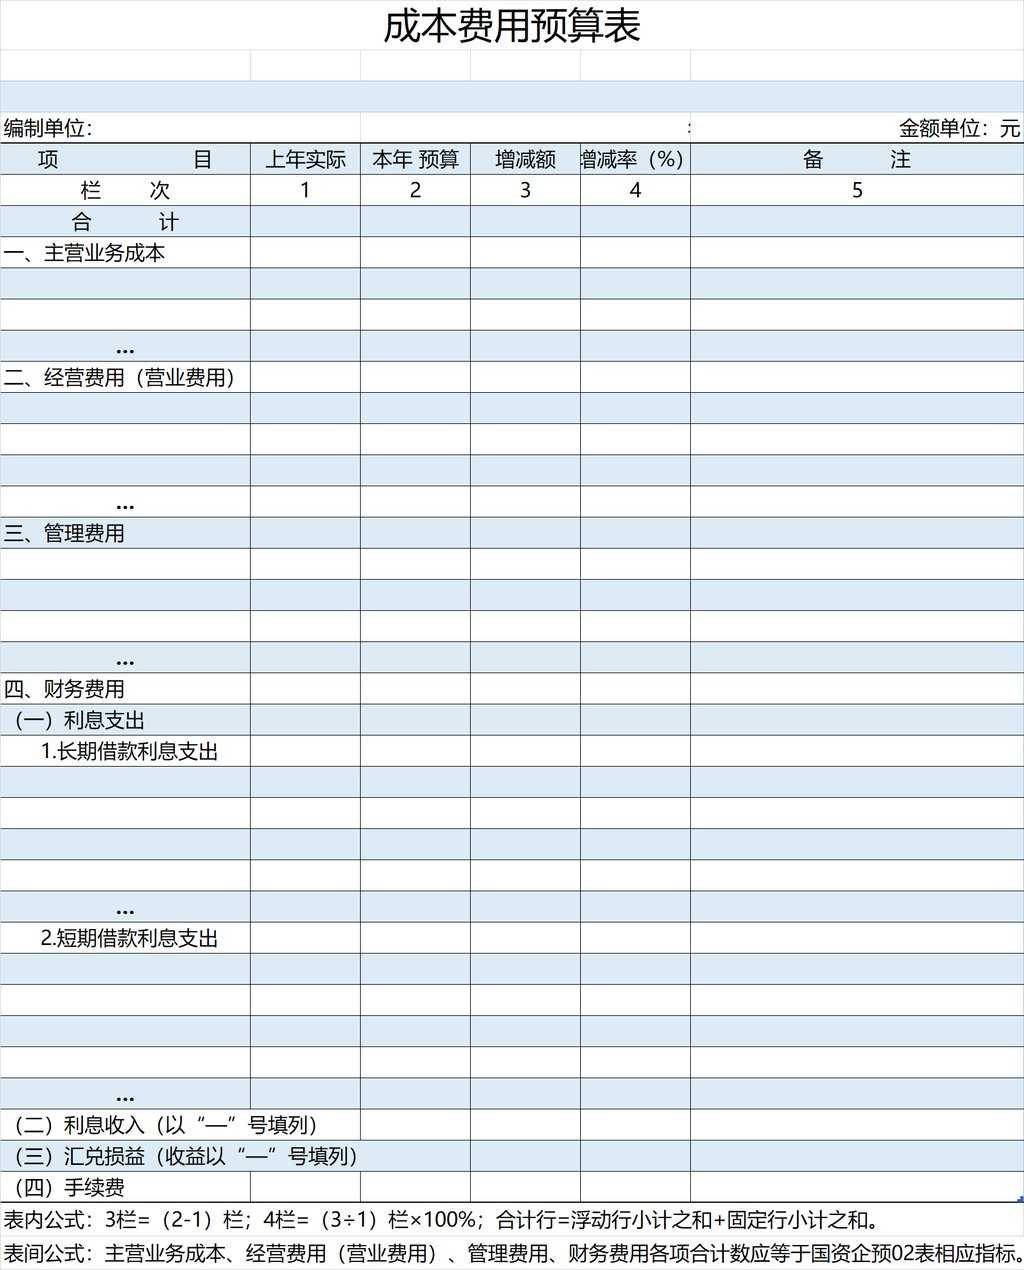 成本费用预算表
编制单位： 金额单位：元
项 目 上年实际 本年 预算 增减额 增减率（%） 备 注
栏 次 1 2 3 4 5
合 计
一、主营业务成本
...
二、经营费用（营业费用）
...
三、管理费用
...
四、财务费用
（一）利息支出
1.长期借款利息支出
...
2.短期借款利息支出
...
（二）利息收入（以“—”号填列）
（三）汇兑损益（收益以“—”号填列）
（四）手续费
表内公式：3栏=（2-1）栏；4栏=（3÷1）栏×100%；合计行=浮动行小计之和+固定行小计之和。
表间公式：主营业务成本、经营费用（营业费用）、管理费用、财务费用各项合计数应等于国资企预02表相应指标。